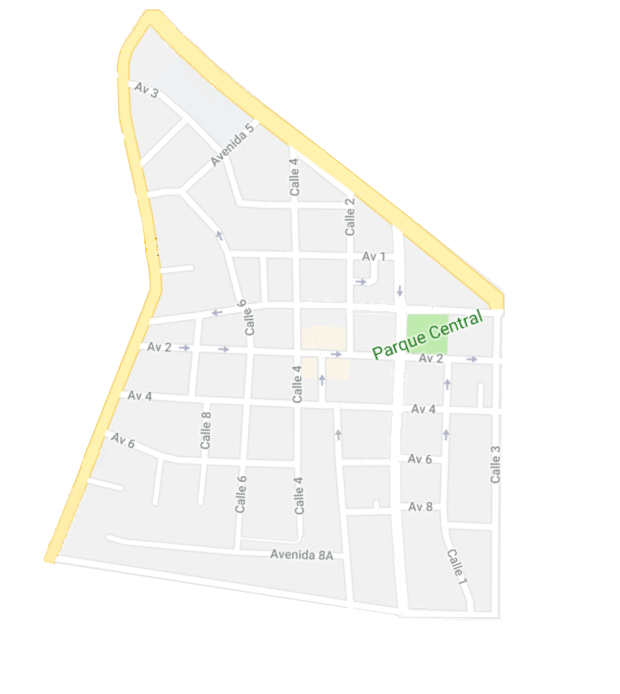 Av 3
Avenida 5
Calle 4
Calle 2
Av 1
Calle 6
Parque Central
Av 2
Av 2
Calle 4
Av 4
Av 4
Calle 8
Av 6
Av 6
Calle 3
Calle 6
Calle 4
Av 8
Avenida 8A
Calle 1